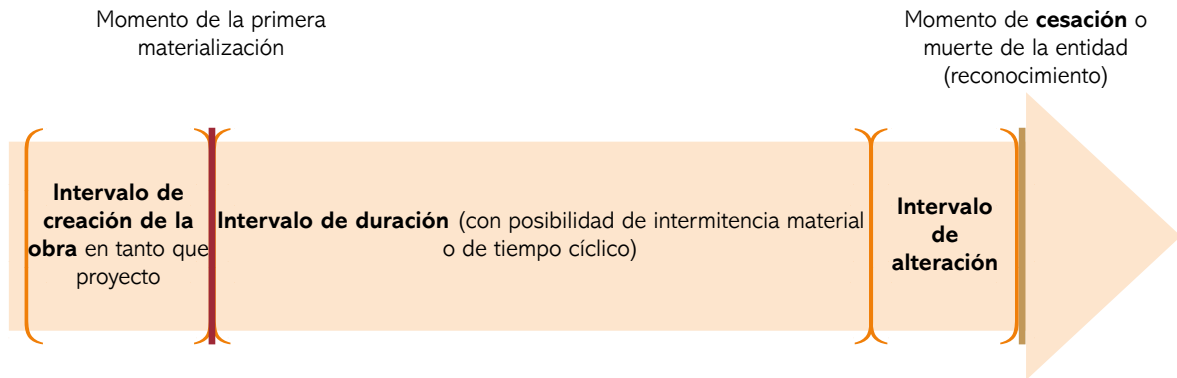 Momento de la primera
materialización
Momento de cesación o
muerte de la entidad
(reconocimiento)
Intervalo de
creación de la
obra en tanto que
proyecto
Intervalo de duración (con posibilidad de intermitencia material
o de tiempo cíclico)
Intervalo
de
alteración